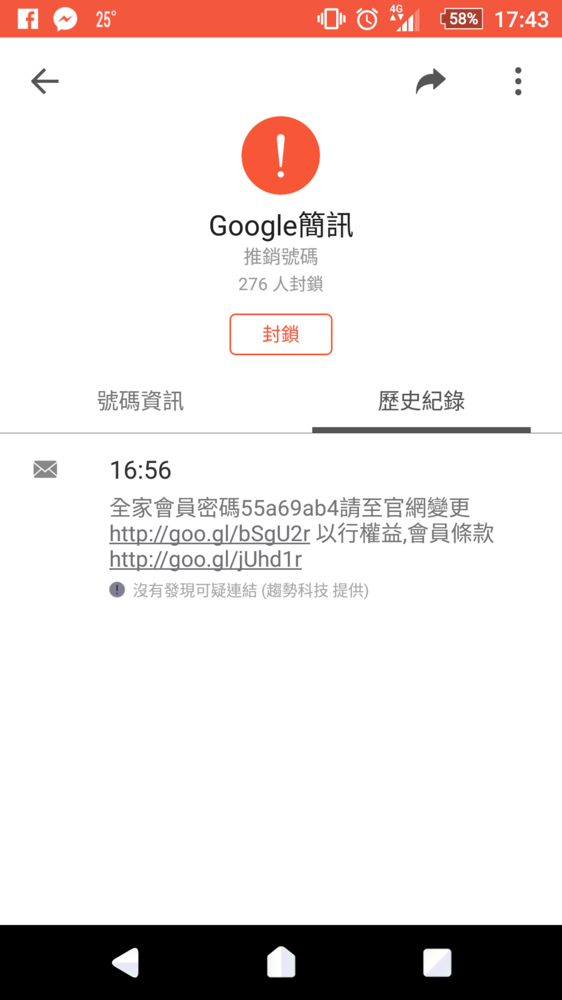 25°
4G
58%
17:43
Google簡訊
推銷號碼
276 人封鎖
封鎖
號碼資訊
歷史紀錄
16:56
全家會員密碼55a69ab4請至官網變更
http://goo.gl/bSgU2r 以行權益,會員條款
http://goo.gl/jUhd1r
沒有發現可疑連結 (趨勢科技 提供)